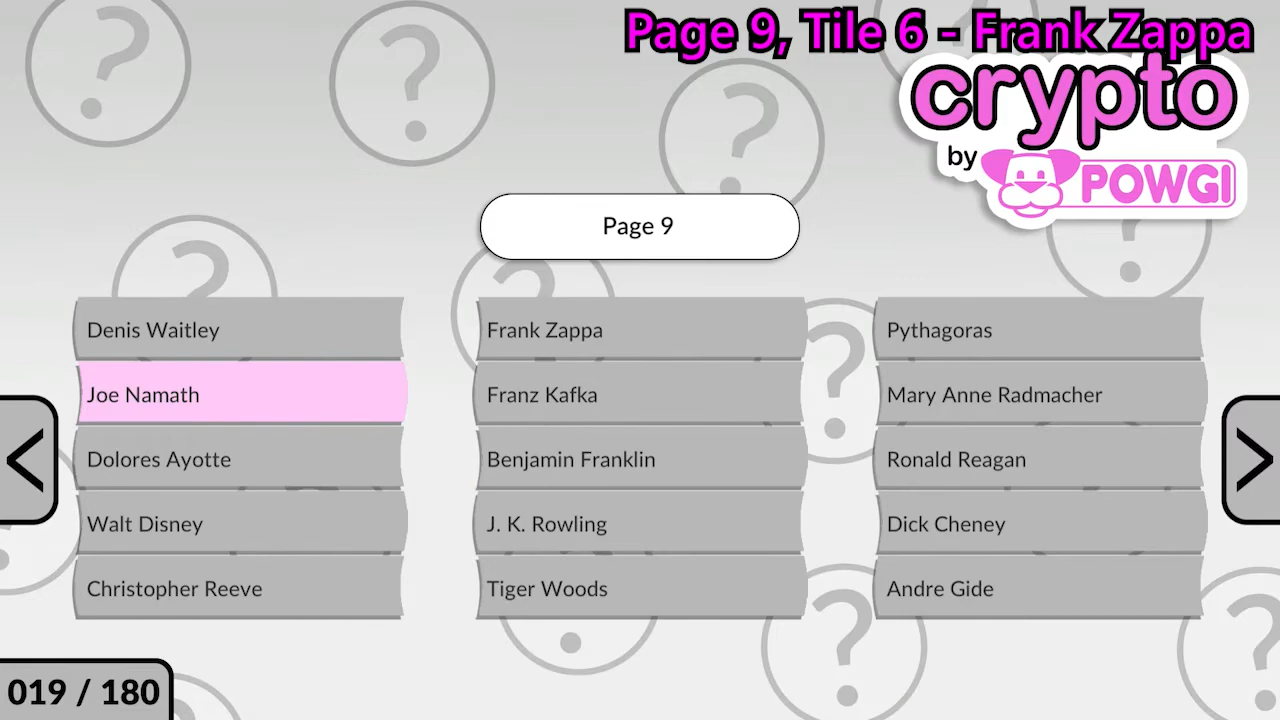 Page 9, Tile 6 - Frank Zappa
crypto
by POWGI
Page 9
Denis Waitley
Joe Namath
Dolores Ayotte
Walt Disney
Christopher Reeve
Frank Zappa
Franz Kafka
Benjamin Franklin
J. K. Rowling
Tiger Woods
Pythagoras
Mary Anne Radmacher
Ronald Reagan
Dick Cheney
Andre Gide
019 / 180